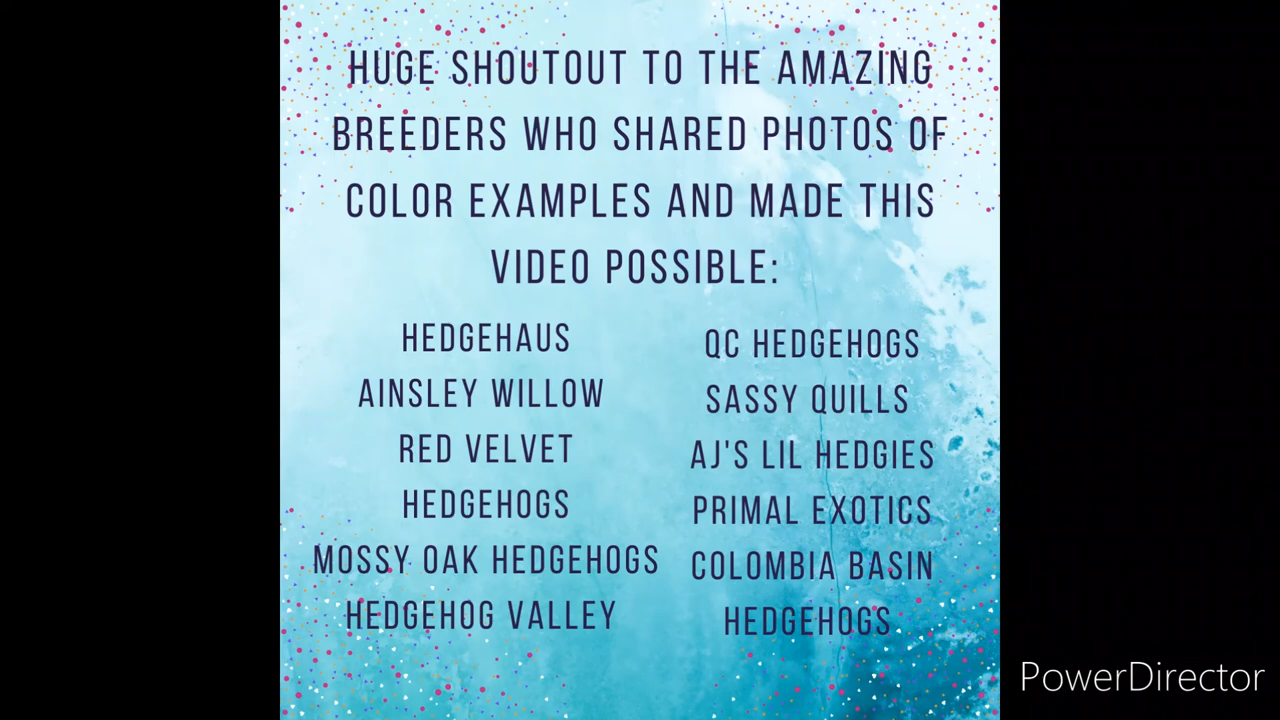 HUGE SHOUTOUT TO THE AMAZING
BREEDERS WHO SHARED PHOTOS OF
COLOR EXAMPLES AND MADE THIS
VIDEO POSSIBLE:
HEDGEHAUS
AINSLEY WILLOW
RED VELVET
HEDGEHOGS
MOSSY OAK HEDGEHOGS
HEDGEHOG VALLEY
QC HEDGEHOGS
SASSY QUILLS
AJ'S LIL HEDGIES
PRIMAL EXOTICS
COLOMBIA BASIN
HEDGEHOGS
PowerDirector